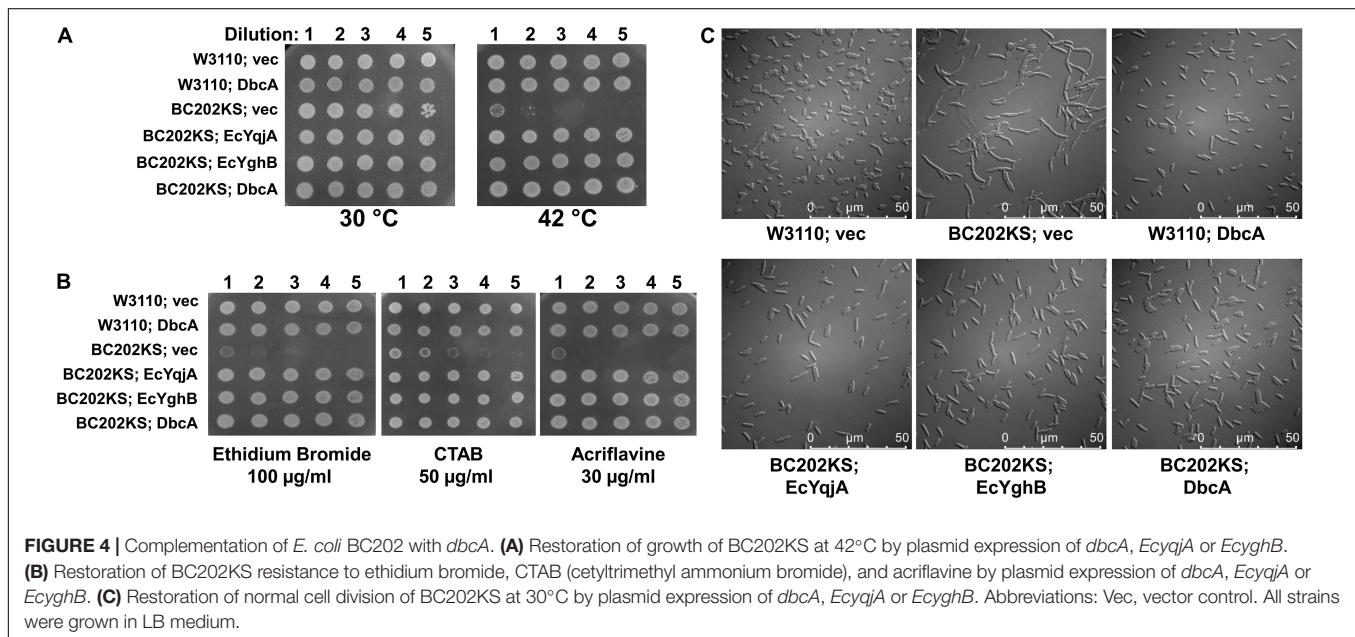 A
Dilution: 1 2 3 4 5 1 2 3 4 5
W3110; vec
W3110; DbcA
BC202KS; vec
BC202KS; EcYqjA
BC202KS; EcYghB
BC202KS; DbcA
30 °C 42 °C
B
1 2 3 4 5 1 2 3 4 5 1 2 3 4 5
W3110; vec
W3110; DbcA
BC202KS; vec
BC202KS; EcYqjA
BC202KS; EcYghB
BC202KS; DbcA
Ethidium Bromide CTAB Acriflavine
100 µg/ml 50 µg/ml 30 µg/ml
C
0 µm 50 0 µm 50 0 µm 50
W3110; vec BC202KS; vec W3110; DbcA
0 µm 50 0 µm 50 0 µm 50
BC202KS; BC202KS; BC202KS;
EcYqjA EcYghB DbcA
FIGURE 4 | Complementation of E. coli BC202 with dbcA. (A) Restoration of growth of BC202KS at 42°C by plasmid expression of dbcA, EcyqjA or EcyghB.
(B) Restoration of BC202KS resistance to ethidium bromide, CTAB (cetyltrimethyl ammonium bromide), and acriflavine by plasmid expression of dbcA, EcyqjA or
EcyghB. (C) Restoration of normal cell division of BC202KS at 30°C by plasmid expression of dbcA, EcyqjA or EcyghB. Abbreviations: Vec, vector control. All strains
were grown in LB medium.